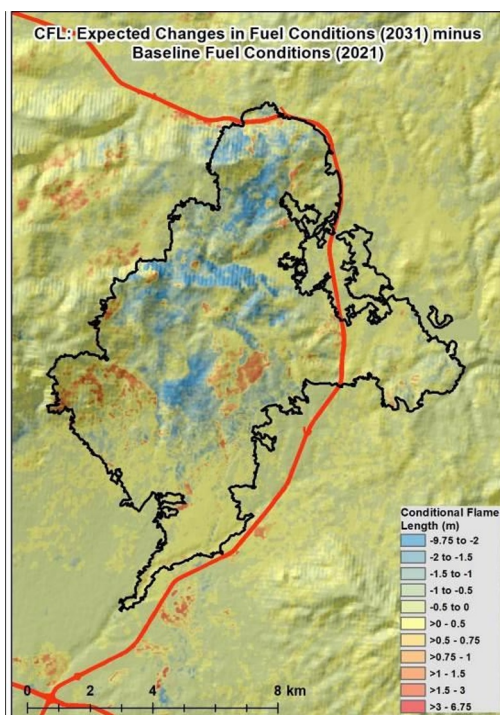 CFL: Expected Changes in Fuel Conditions (2031) minus
Baseline Fuel Conditions (2021)
Conditional Flame
Length (m)
-9.75 to -2
-2 to -1.5
-1.5 to -1
-1 to -0.5
-0.5 to 0
>0 - 0.5
>0.5 - 0.75
>0.75 - 1
>1 - 1.5
>1.5 - 3
>3 - 6.75
0 2 4 8 km